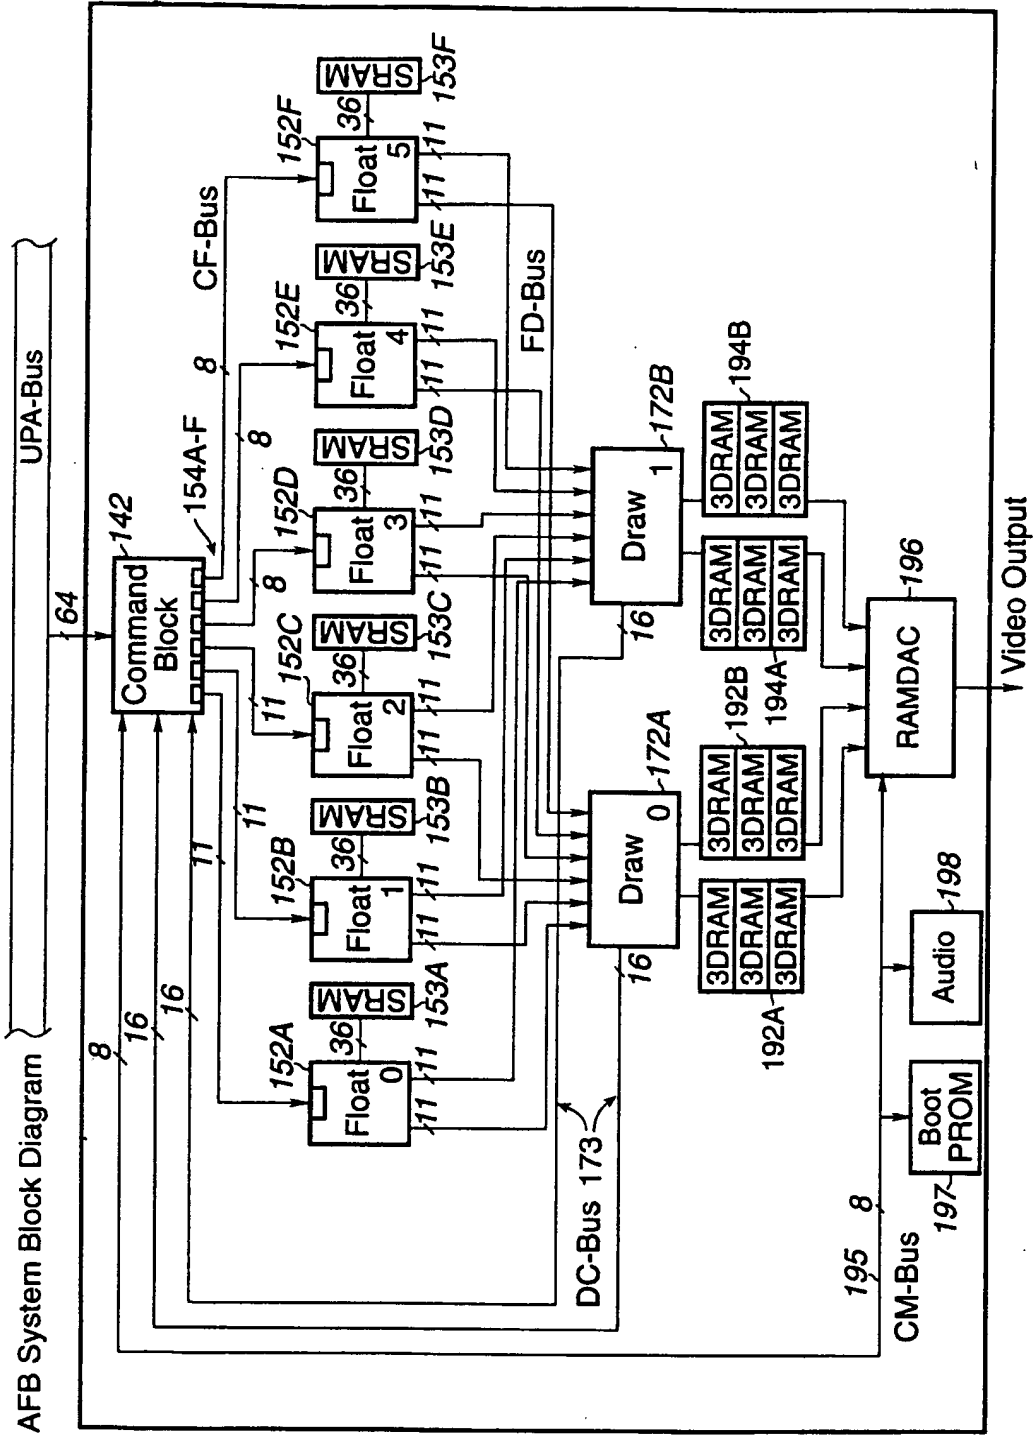 AFB System Block Diagram
UPA-Bus
64
142
Command
Block
154A-F
8
16
16
11
11
11
8
8
8
CF-Bus
152A
Float
0
36
SRAM
153A
11
11
152B
Float
1
36
SRAM
153B
11
11
152C
Float
2
36
SRAM
153C
11
11
152D
Float
3
36
SRAM
153D
11
11
152E
Float
4
36
SRAM
153E
11
11
152F
Float
5
36
SRAM
153F
11
11
FD-Bus
DC-Bus 173
16
Draw
0
172A
16
Draw
1
172B
3DRAM
3DRAM
3DRAM
192A
3DRAM
3DRAM
3DRAM
192B
3DRAM
3DRAM
3DRAM
194A
3DRAM
3DRAM
3DRAM
194B
195
8
CM-Bus
Boot
PROM
197
Audio
198
RAMDAC
196
Video Output